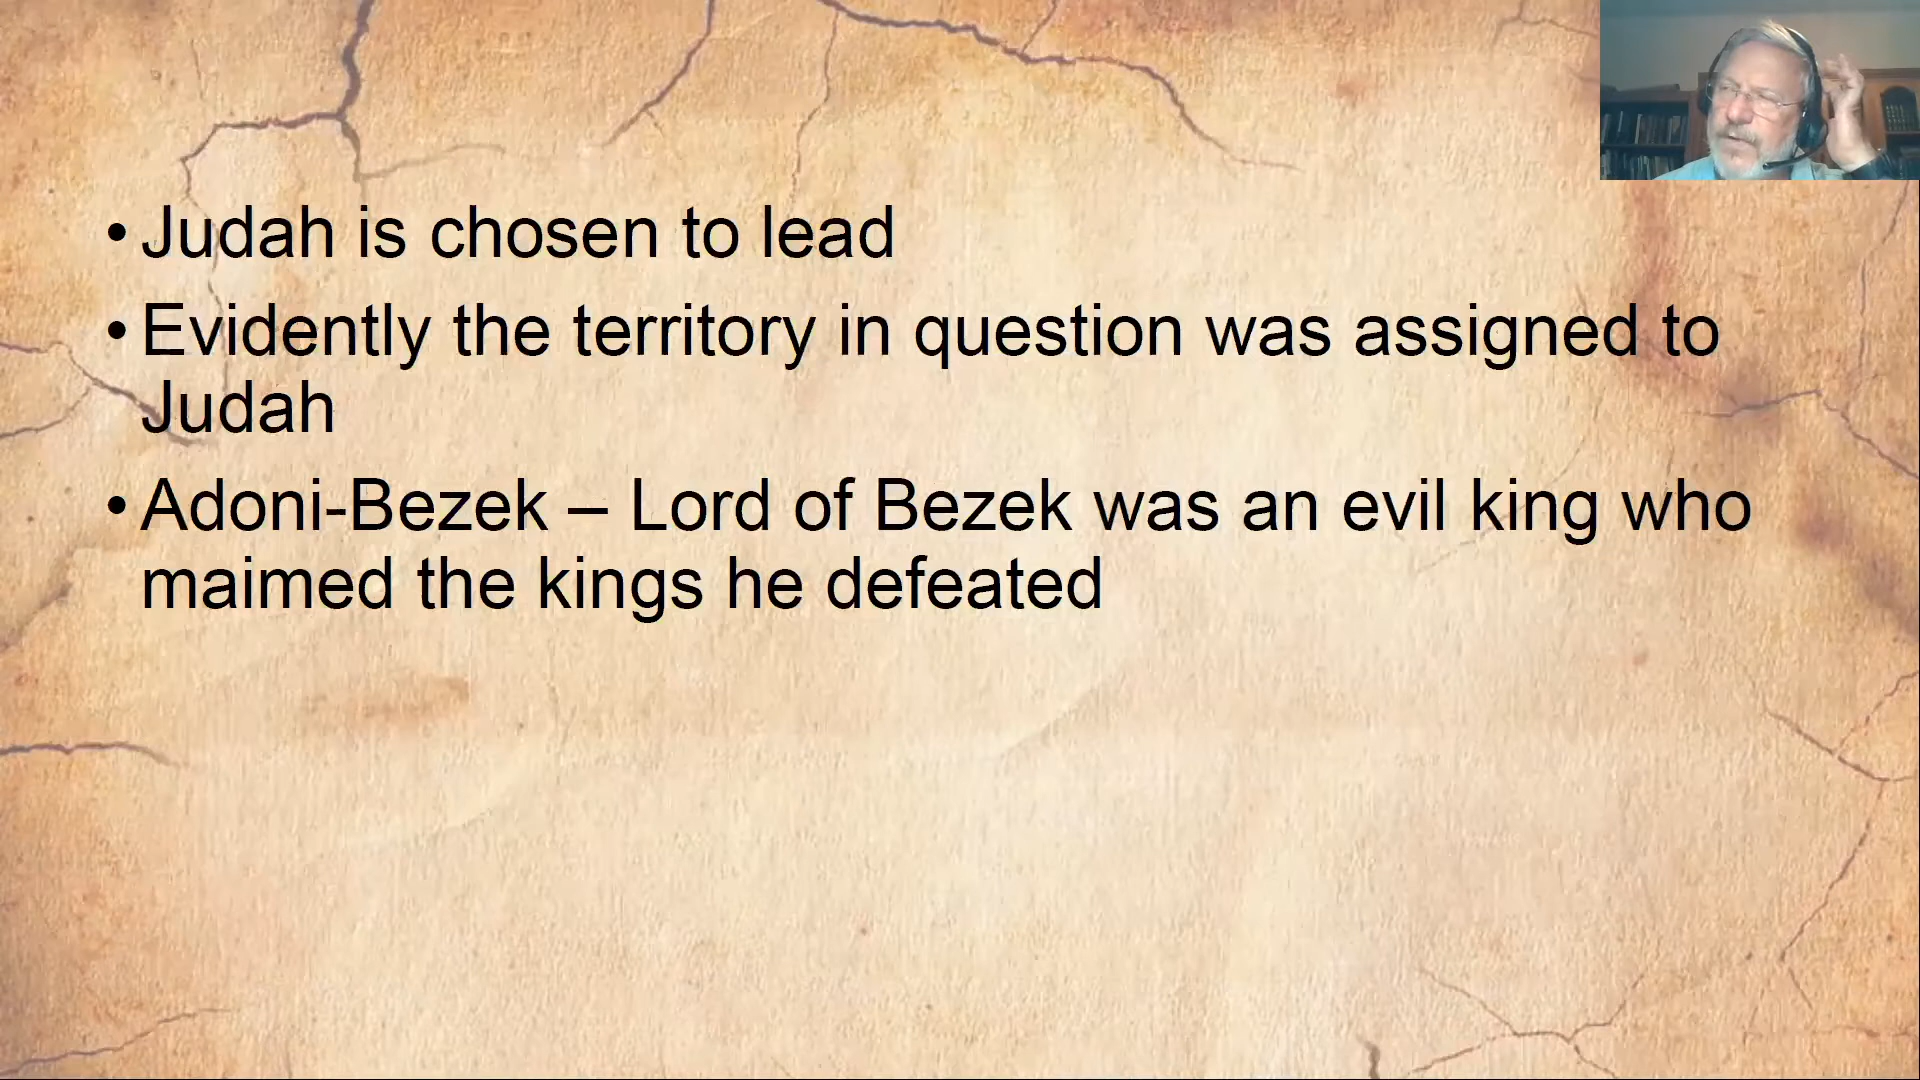 • Judah is chosen to lead
• Evidently the territory in question was assigned to
Judah
• Adoni-Bezek – Lord of Bezek was an evil king who
maimed the kings he defeated